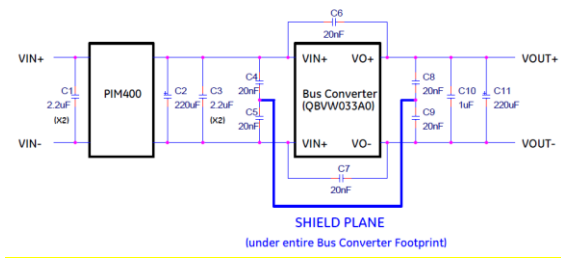 C6
20nF
VIN+
PIM400
VIN+
VO+
VOUT+
C1
2.2uF
(X2)
C2
220uF
C3
2.2uF
(X2)
C4
20nF
C5
20nF
Bus Converter
(QBVW033A0)
C8
20nF
C9
20nF
C10
1uF
C11
220uF
VIN-
VIN+
VO-
VOUT-
C7
20nF
SHIELD PLANE
(under entire Bus Converter Footprint)